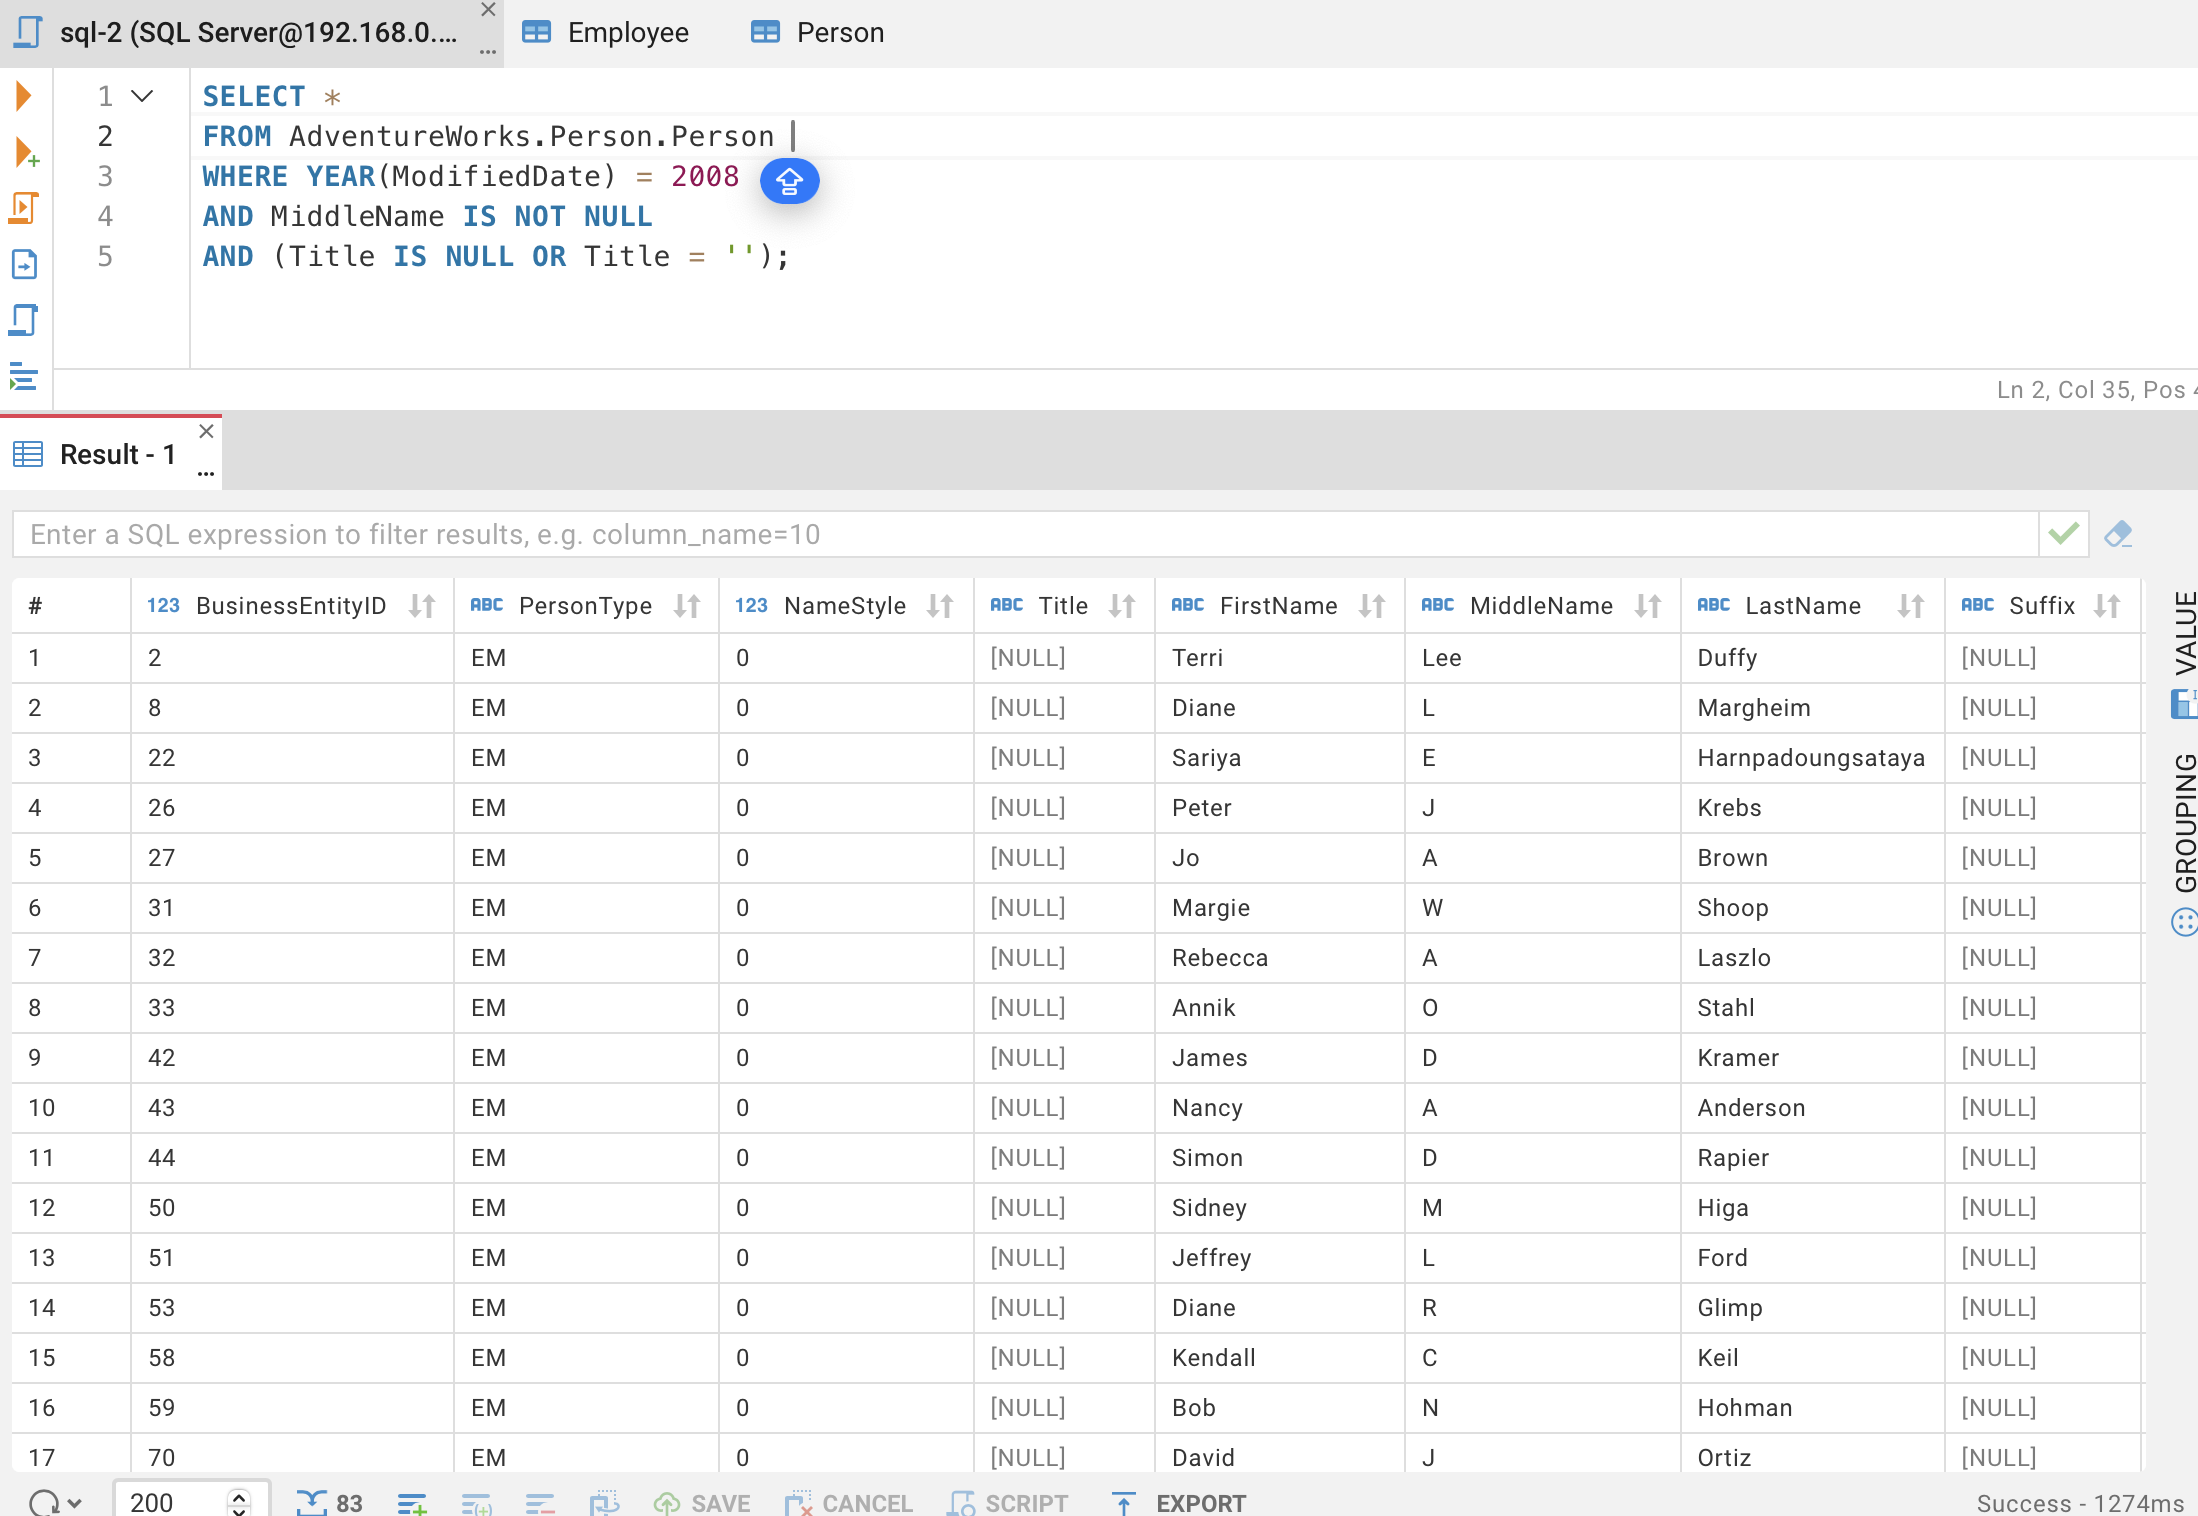 sql-2 (SQL Server@192.168.0.... Employee Person
1 SELECT *
2 FROM AdventureWorks.Person.Person
3 WHERE YEAR(ModifiedDate) = 2008
4 AND MiddleName IS NOT NULL
5 AND (Title IS NULL OR Title = '');
Ln 2, Col 35, Pos
Result - 1
Enter a SQL expression to filter results, e.g. column_name=10
# 123 BusinessEntityID ABC PersonType 123 NameStyle ABC Title ABC FirstName ABC MiddleName ABC LastName ABC Suffix
1 2 EM 0 [NULL] Terri Lee Duffy [NULL]
2 8 EM 0 [NULL] Diane L Margheim [NULL]
3 22 EM 0 [NULL] Sariya E Harnpadoungsataya [NULL]
4 26 EM 0 [NULL] Peter J Krebs [NULL]
5 27 EM 0 [NULL] Jo A Brown [NULL]
6 31 EM 0 [NULL] Margie W Shoop [NULL]
7 32 EM 0 [NULL] Rebecca A Laszlo [NULL]
8 33 EM 0 [NULL] Annik O Stahl [NULL]
9 42 EM 0 [NULL] James D Kramer [NULL]
10 43 EM 0 [NULL] Nancy A Anderson [NULL]
11 44 EM 0 [NULL] Simon D Rapier [NULL]
12 50 EM 0 [NULL] Sidney M Higa [NULL]
13 51 EM 0 [NULL] Jeffrey L Ford [NULL]
14 53 EM 0 [NULL] Diane R Glimp [NULL]
15 58 EM 0 [NULL] Kendall C Keil [NULL]
16 59 EM 0 [NULL] Bob N Hohman [NULL]
17 70 EM 0 [NULL] David J Ortiz [NULL]
VALUE
GROUPING
200 83 SAVE CANCEL SCRIPT EXPORT Success - 1274ms